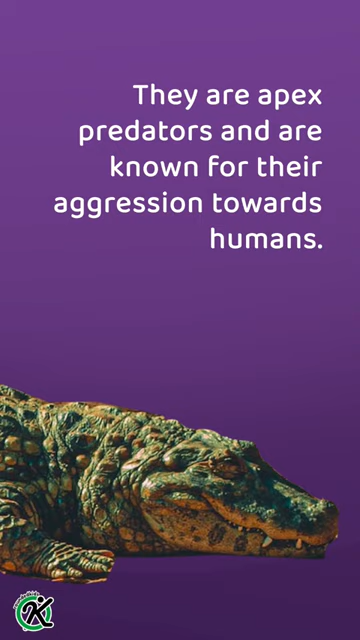 They are apex
predators and are
known for their
aggression towards
humans.